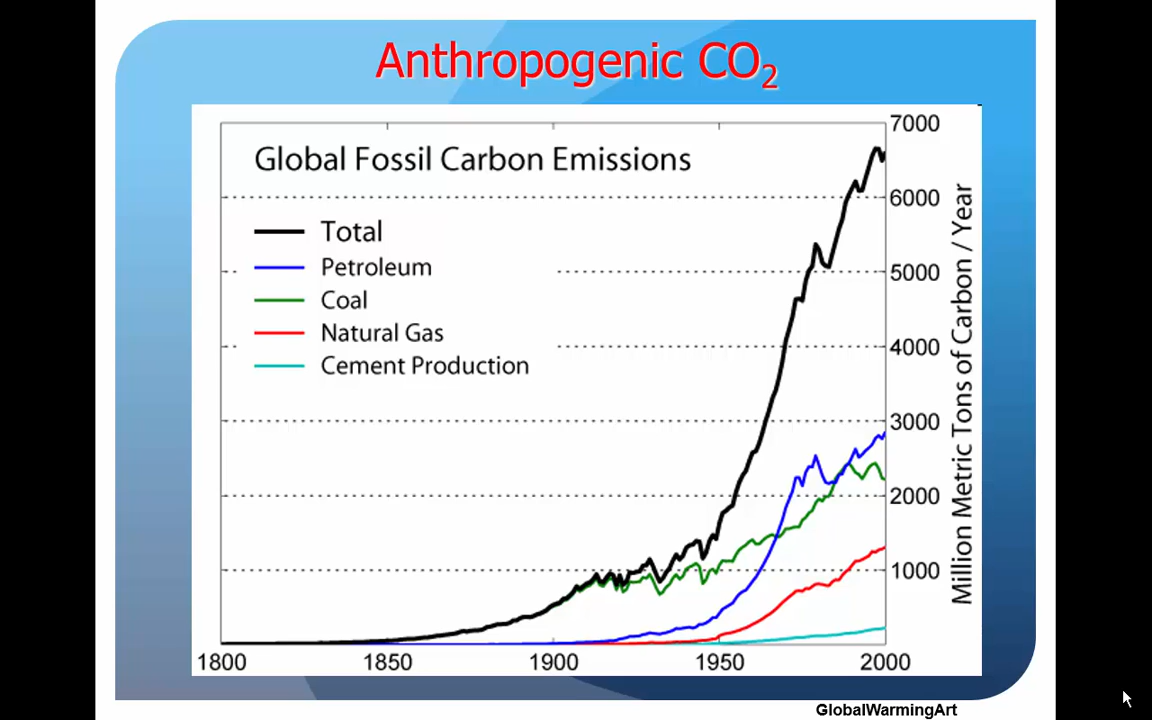 Anthropogenic CO₂
Global Fossil Carbon Emissions
Total
Petroleum
Coal
Natural Gas
Cement Production
7000
6000
5000
4000
3000
2000
1000
Million Metric Tons of Carbon / Year
1800 1850 1900 1950 2000
GlobalWarmingArt